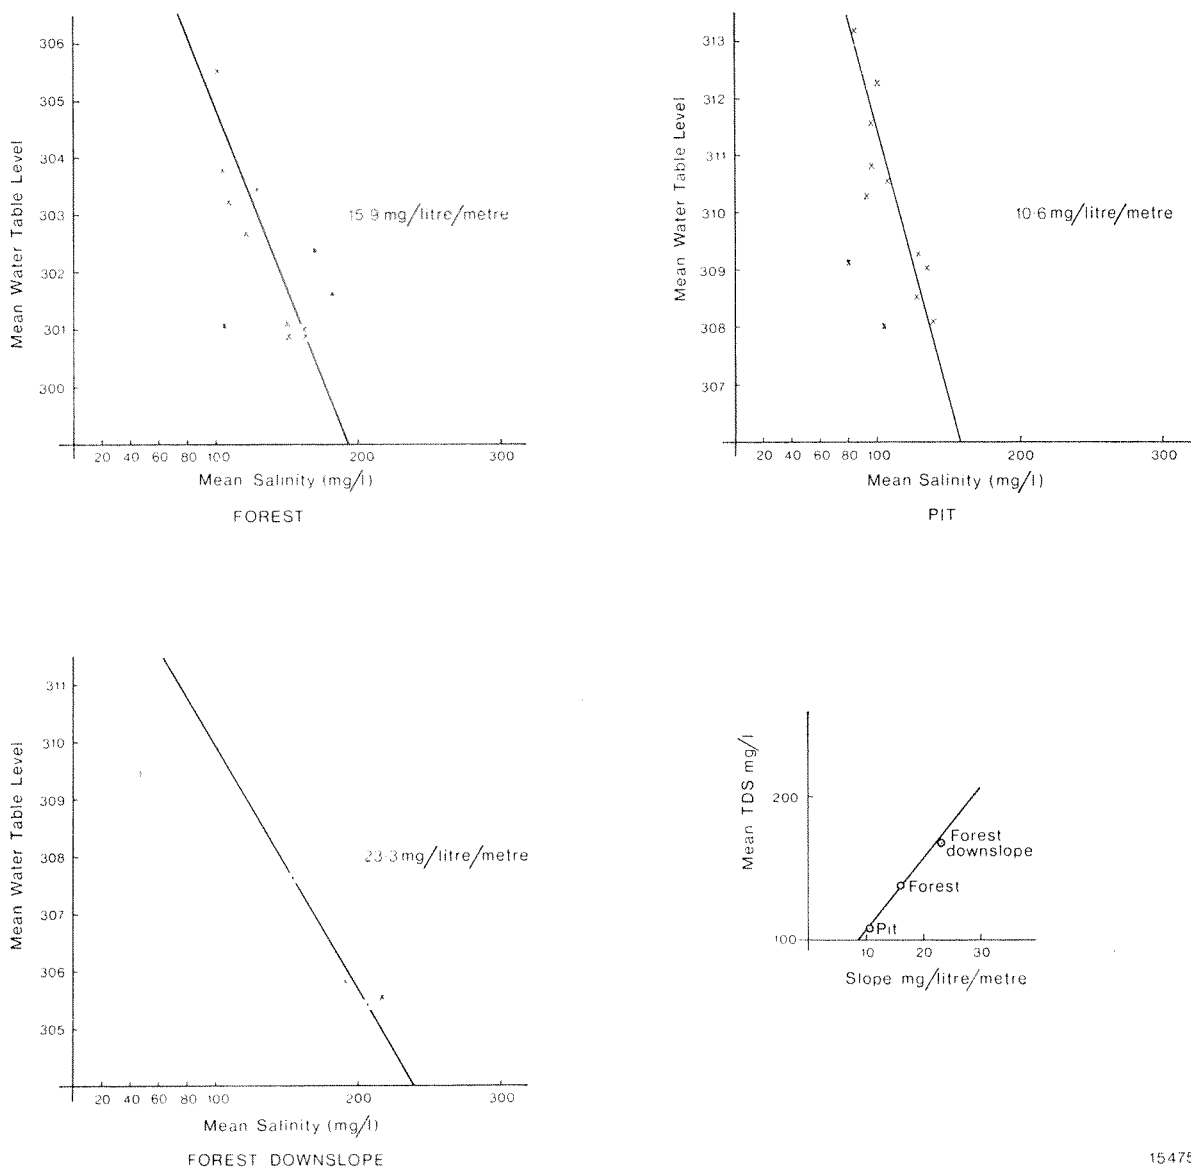 306
305
304
303
302
301
300
Mean Water Table Level
15·9 mg/litre/metre
20 40 60 80 100 200 300
Mean Salinity (mg/l)
FOREST
313
312
311
310
309
308
307
Mean Water Table Level
10·6 mg/litre/metre
20 40 60 80 100 200 300
Mean Salinity (mg/l)
PIT
311
310
309
308
307
306
305
Mean Water Table Level
23·3 mg/litre/metre
20 40 60 80 100 200 300
Mean Salinity (mg/l)
FOREST DOWNSLOPE
Mean TDS mg/l
200
100
Forest
downslope
Forest
Pit
10 20 30
Slope mg/litre/metre
15475